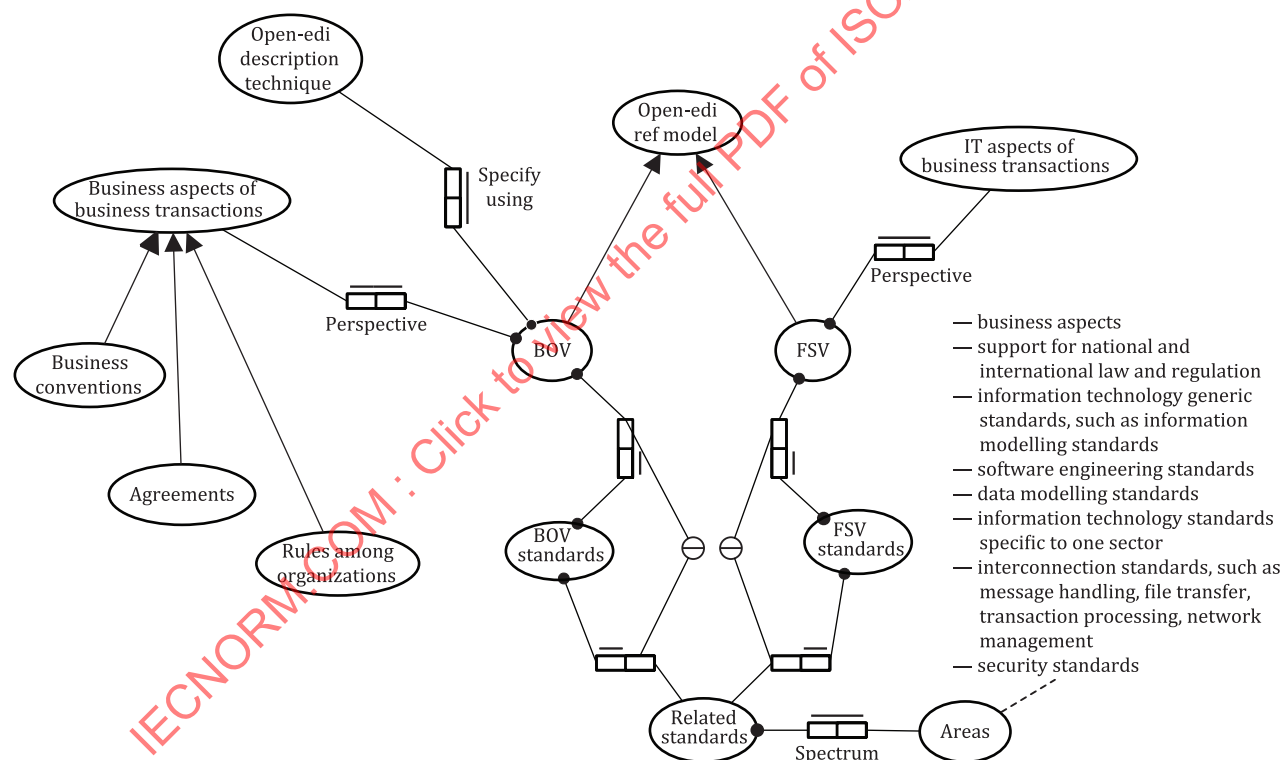 Open-edi
description
technique
Open-edi
ref model
IT aspects of
business transactions
Business aspects of
business transactions
Specify
using
Perspective
Perspective
BOV
FSV
Business
conventions
Agreements
Rules among
organizations
BOV
standards
FSV
standards
— business aspects
— support for national and
international law and regulation
— information technology generic
standards, such as information
modelling standards
— software engineering standards
— data modelling standards
— information technology standards
specific to one sector
— interconnection standards, such as
message handling, file transfer,
transaction processing, network
management
— security standards
Related
standards
Spectrum
Areas
IECNORM.COM : Click to view the full PDF of ISO